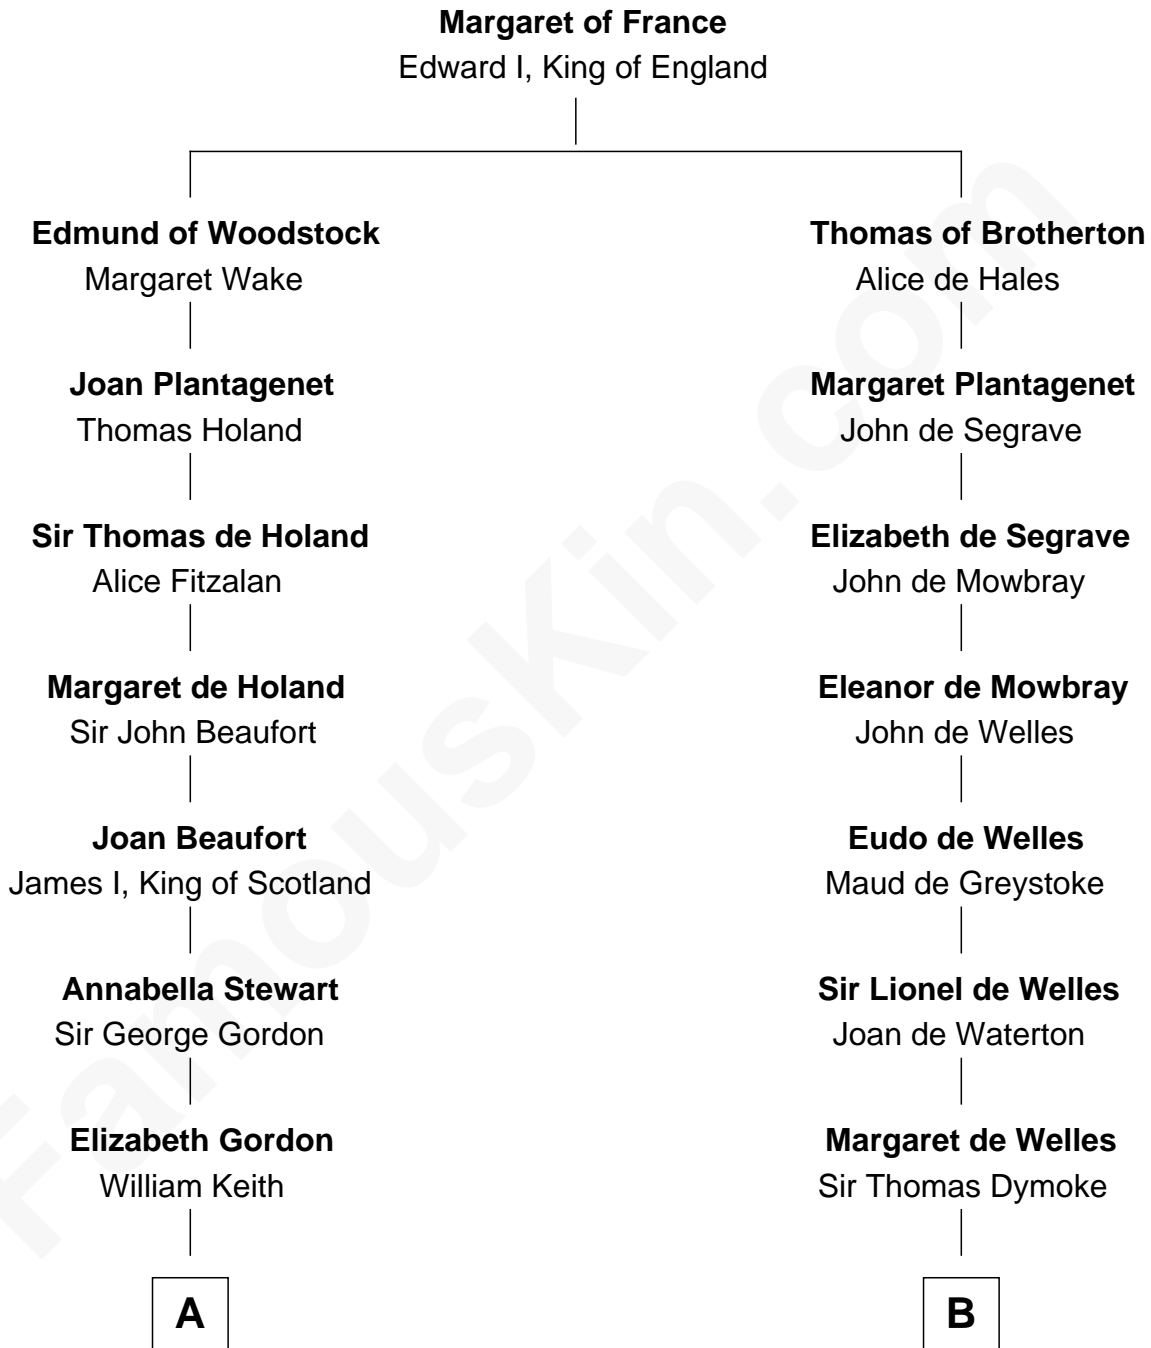 Margaret of France
Edward I, King of England
Edmund of Woodstock
Margaret Wake
Thomas of Brotherton
Alice de Hales
Joan Plantagenet
Thomas Holand
Margaret Plantagenet
John de Segrave
Sir Thomas de Holand
Alice Fitzalan
Elizabeth de Segrave
John de Mowbray
Margaret de Holand
Sir John Beaufort
Eleanor de Mowbray
John de Welles
Joan Beaufort
James I, King of Scotland
Eudo de Welles
Maud de Greystoke
Annabella Stewart
Sir George Gordon
Sir Lionel de Welles
Joan de Waterton
Elizabeth Gordon
William Keith
Margaret de Welles
Sir Thomas Dymoke
A
B
FamousKin.com